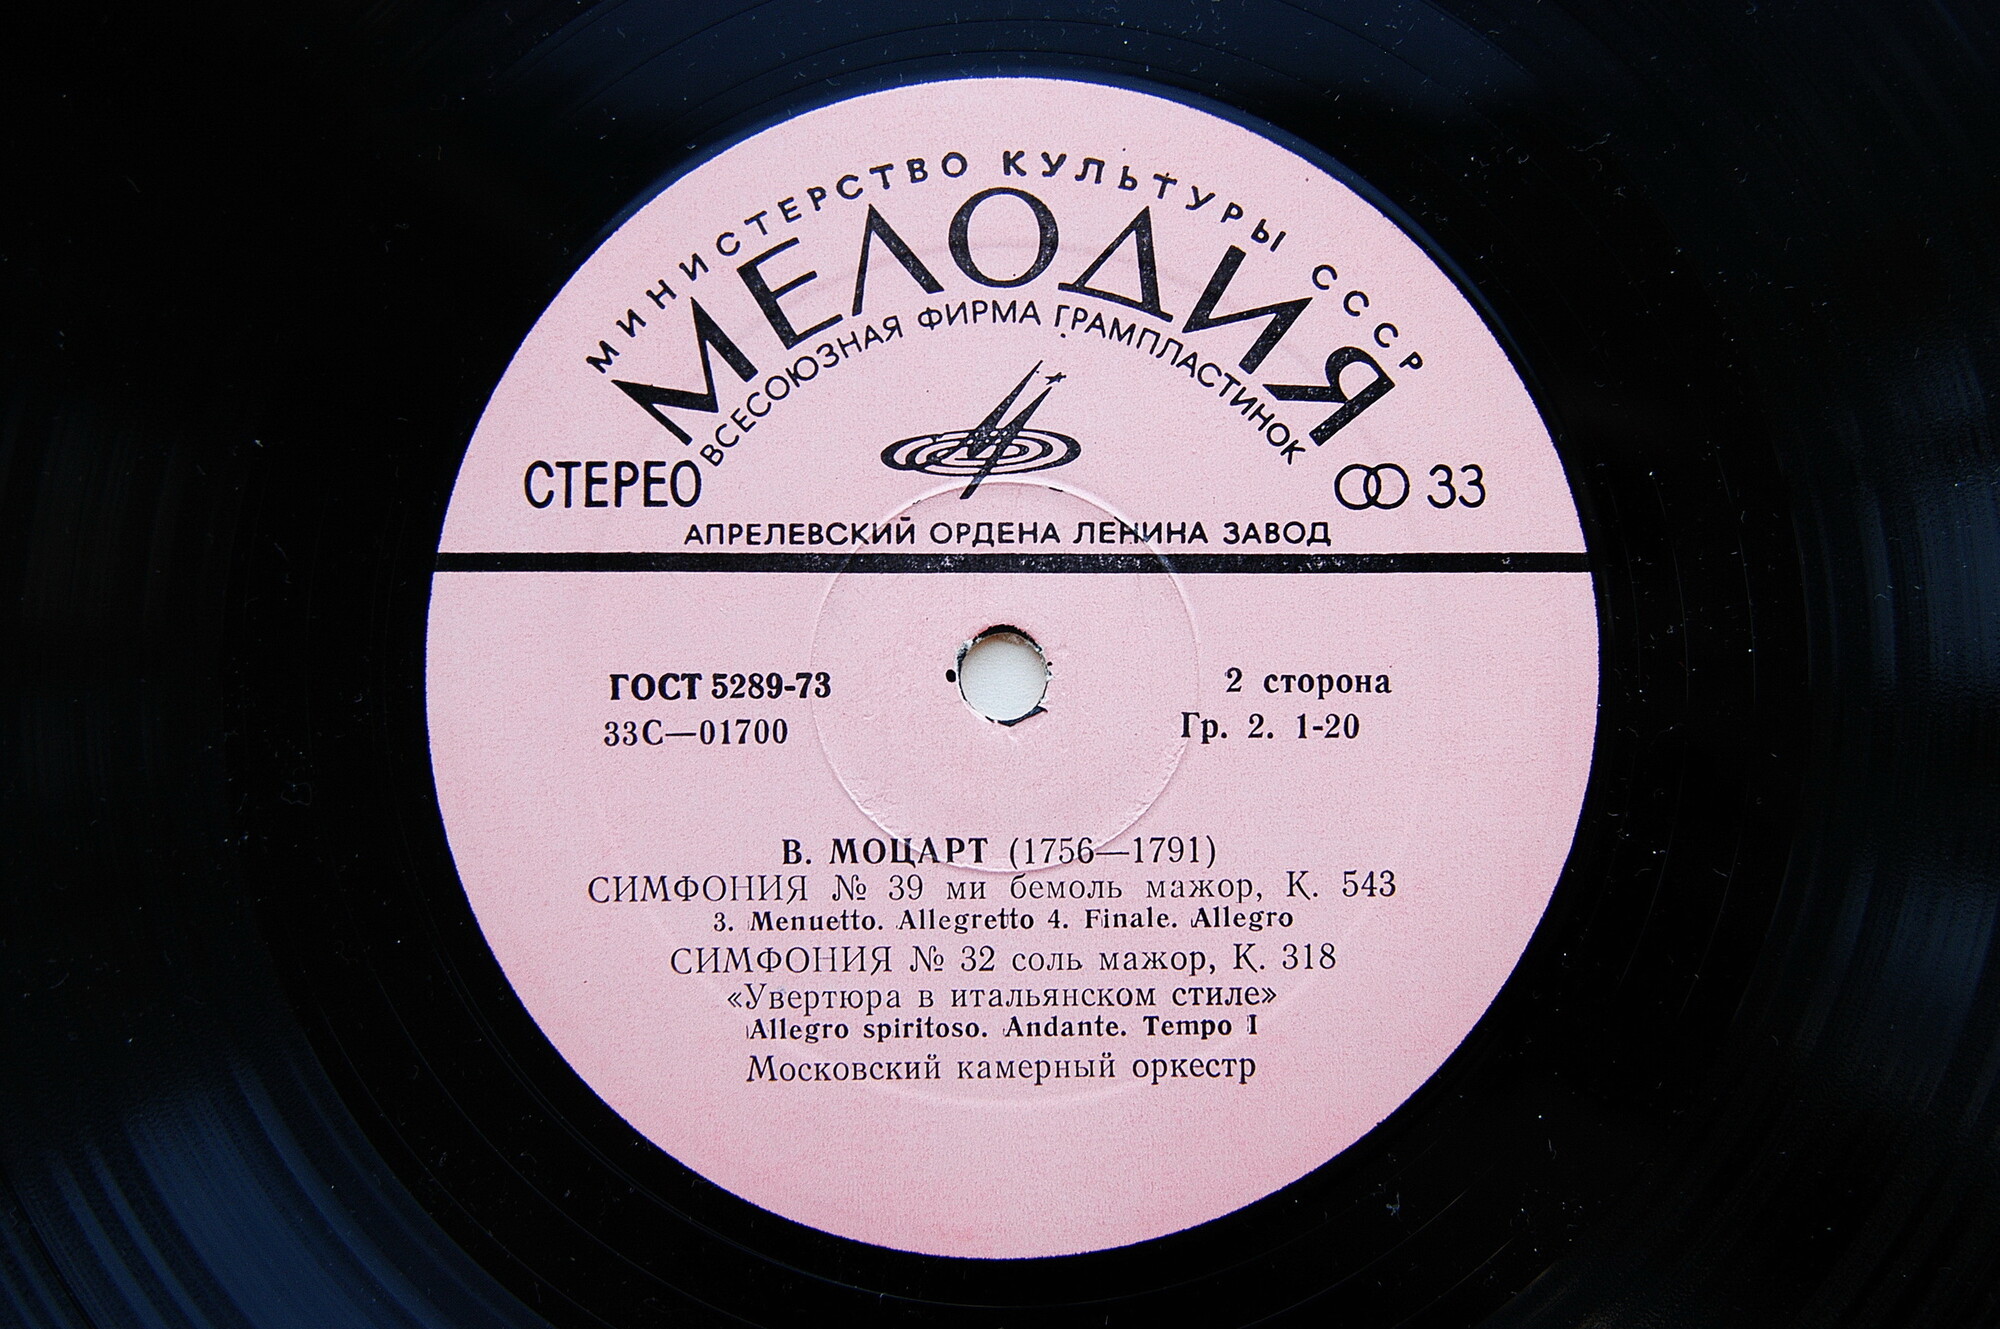 МИНИСТЕРСТВО КУЛЬТУРЫ СССР
МЕЛОДИЯ
ВСЕСОЮЗНАЯ ФИРМА ГРАМПЛАСТИНОК
СТЕРЕО
33
АПРЕЛЕВСКИЙ ОРДЕНА ЛЕНИНА ЗАВОД
ГОСТ 5289-73
2 сторона
33С—01700
Гр. 2. 1-20
В. МОЦАРТ (1756—1791)
СИМФОНИЯ № 39 ми бемоль мажор, К. 543
3. Menuetto. Allegretto 4. Finale. Allegro
СИМФОНИЯ № 32 соль мажор, К. 318
«Увертюра в итальянском стиле»
Allegro spiritoso. Andante. Tempo I
Московский камерный оркестр